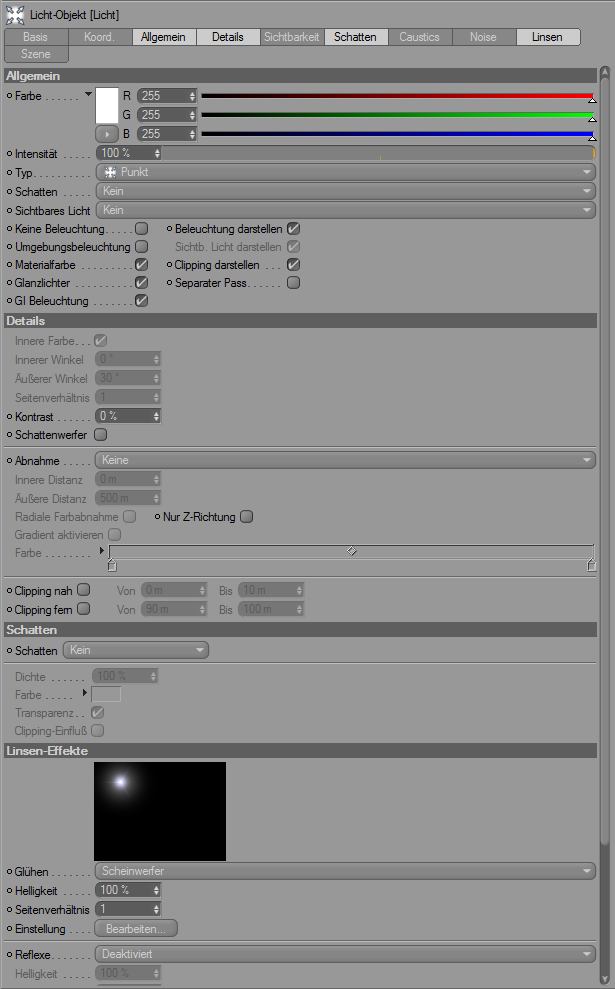 Licht-Objekt [Licht]
Basis Koord. Allgemein Details Sichtbarkeit Schatten Caustics Noise Linsen
Szene
Allgemein
Farbe . . . . . . R 255
G 255
B 255
Intensität . . . . 100 %
Typ. . . . . . . . Punkt
Schatten . . . . Kein
Sichtbares Licht Kein
Keine Beleuchtung. . . . . Beleuchtung darstellen
Umgebungsbeleuchtung Sichtb. Licht darstellen
Materialfarbe . . . . . . . Clipping darstellen . . .
Glanzlichter . . . . . . . . Separater Pass. . . . . .
GI Beleuchtung . . . . . . .
Details
Innere Farbe. . .
Innerer Winkel 0 °
Äußerer Winkel 30 °
Seitenverhältnis 1
Kontrast . . . . . 0 %
Schattenwerfer
Abnahme . . . . . Keine
Innere Distanz 0 m
Äußere Distanz 500 m
Radiale Farbabnahme Nur Z-Richtung
Gradient aktivieren
Farbe . . . . . . .
Clipping nah Von 0 m Bis 10 m
Clipping fern Von 90 m Bis 100 m
Schatten
Schatten Kein
Dichte . . . . . . 100 %
Farbe . . . . .
Transparenz . .
Clipping-Einfluß
Linsen-Effekte
Glühen . . . . . . Scheinwerfer
Helligkeit . . . . . 100 %
Seitenverhältnis 1
Einstellung . . . . Bearbeiten...
Reflexe. . . . . . Deaktiviert
Helligkeit . . . . . 100 %